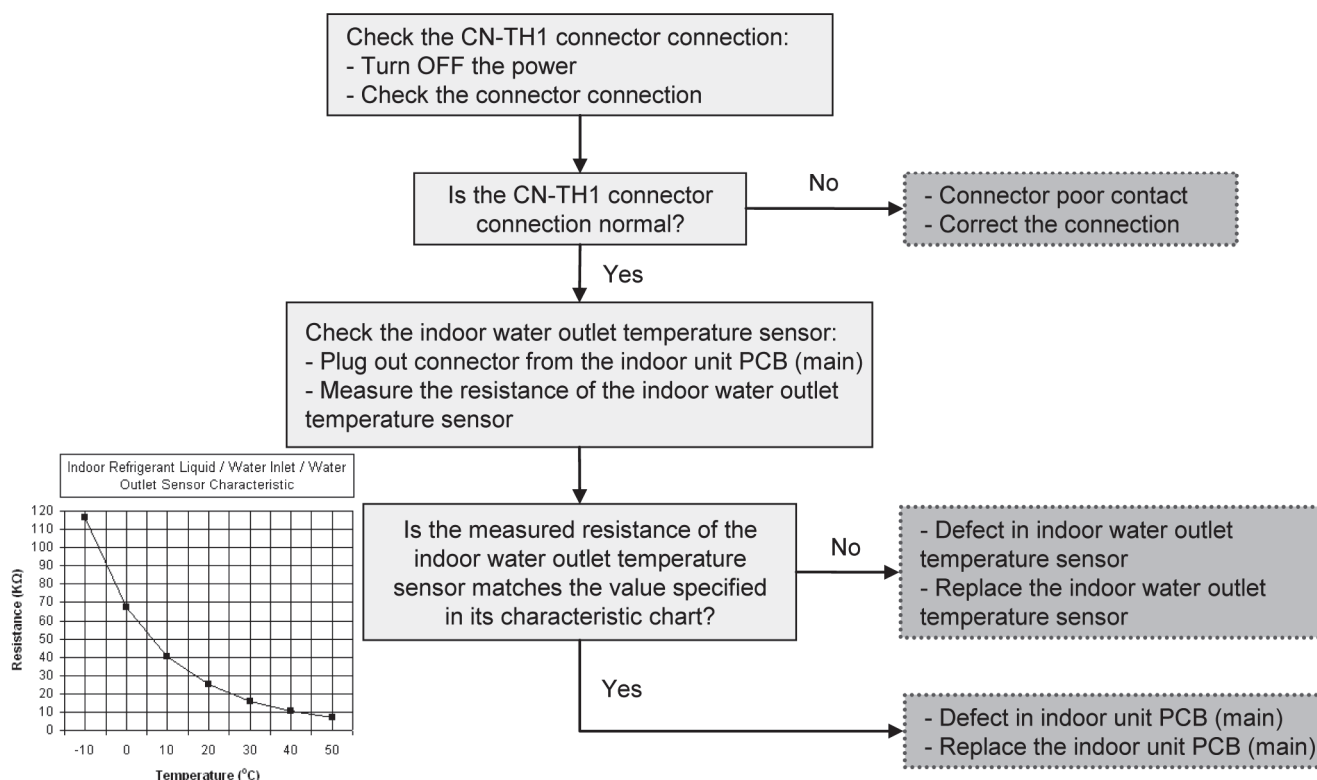 Check the CN-TH1 connector connection:
- Turn OFF the power
- Check the connector connection
Is the CN-TH1 connector
connection normal?
No
- Connector poor contact
- Correct the connection
Yes
Check the indoor water outlet temperature sensor:
- Plug out connector from the indoor unit PCB (main)
- Measure the resistance of the indoor water outlet
temperature sensor
Indoor Refrigerant Liquid / Water Inlet / Water
Outlet Sensor Characteristic
120
110
100
90
80
70
60
50
40
30
20
10
0
Resistance (KΩ)
-10 0 10 20 30 40 50
Temperature (°C)
Is the measured resistance of the
indoor water outlet temperature
sensor matches the value specified
in its characteristic chart?
No
- Defect in indoor water outlet
temperature sensor
- Replace the indoor water outlet
temperature sensor
Yes
- Defect in indoor unit PCB (main)
- Replace the indoor unit PCB (main)